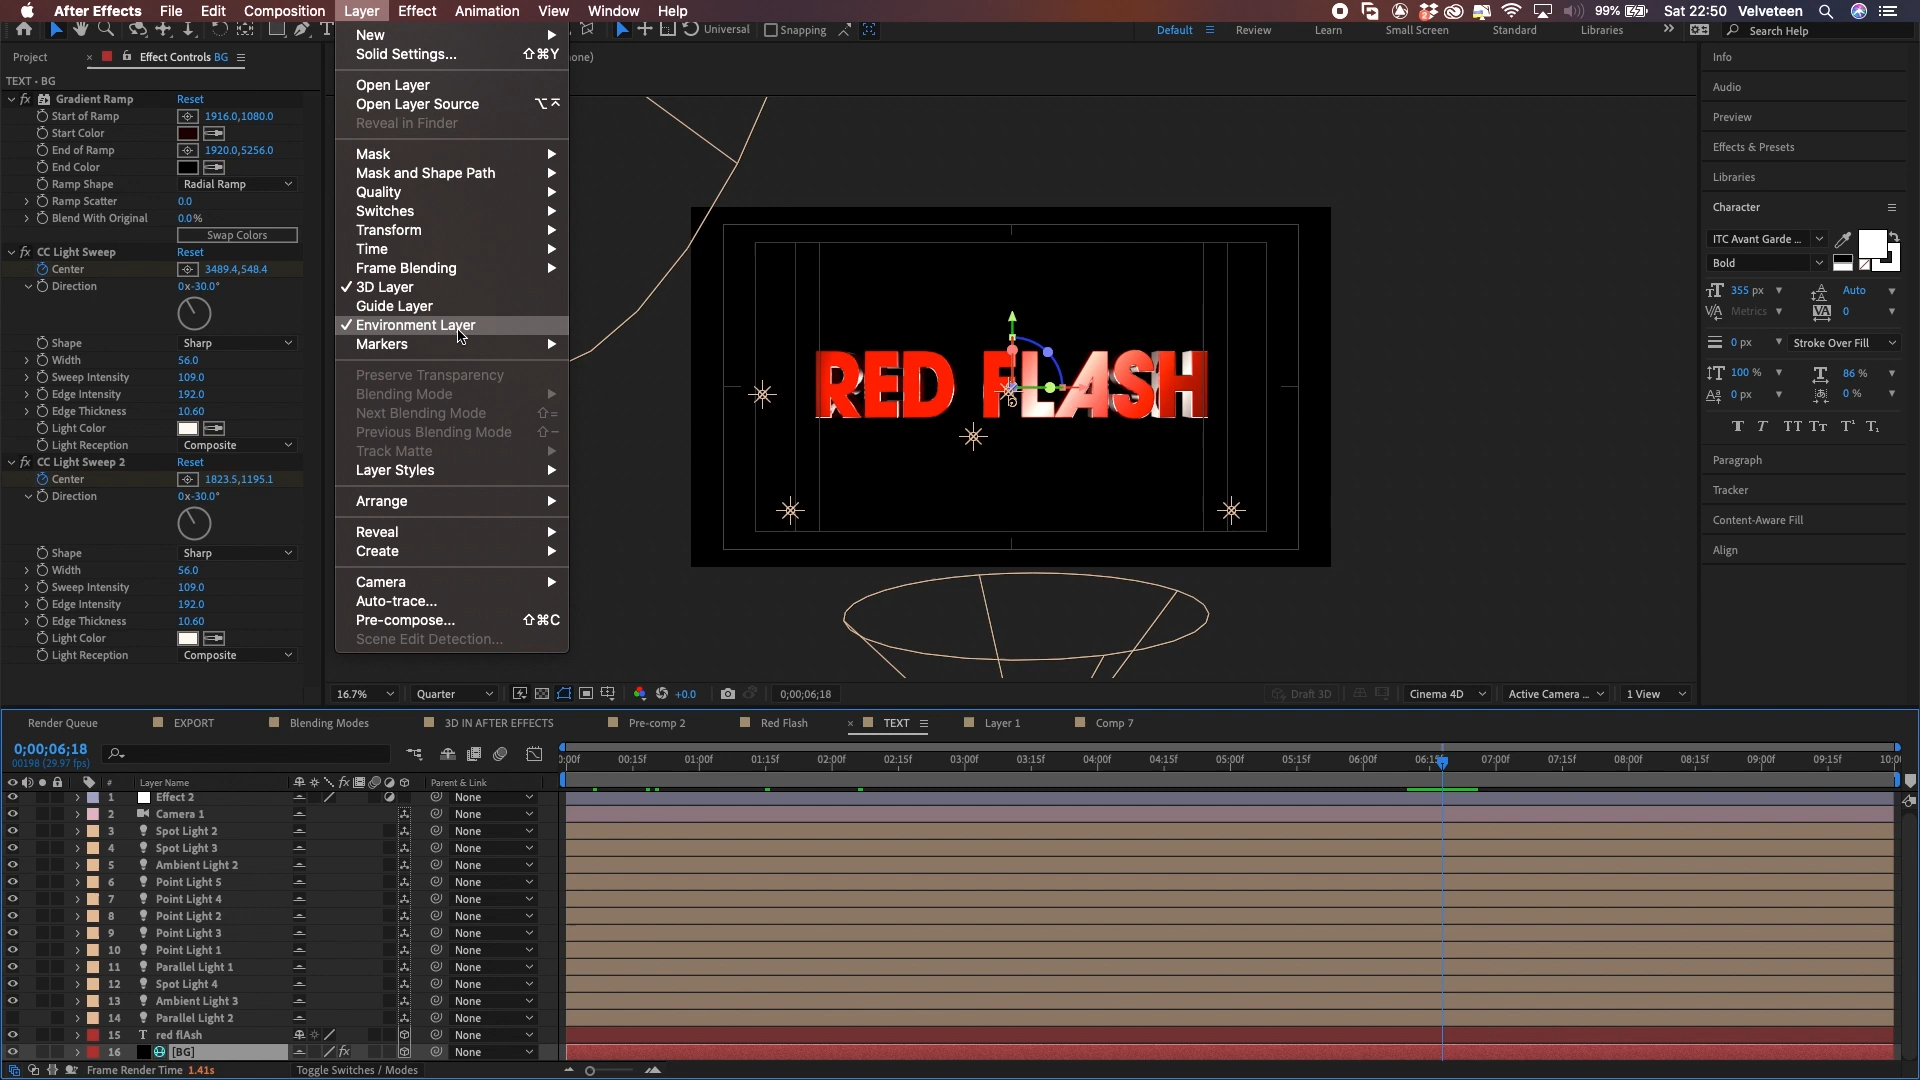 After Effects File Edit Composition Layer Effect Animation View Window Help
99% Sat 22:50 Velveteen
Universal Snapping
Default Review Learn Small Screen Standard Libraries Search Help
Project Effect Controls BG
TEXT • BG
fx Gradient Ramp Reset
Start of Ramp 1916.0,1080.0
Start Color
End of Ramp 1920.0,5256.0
End Color
Ramp Shape Radial Ramp
Ramp Scatter 0.0
Blend With Original 0.0%
Swap Colors
fx CC Light Sweep Reset
Center 3489.4,548.4
Direction 0x-30.0°
Shape Sharp
Width 56.0
Sweep Intensity 109.0
Edge Intensity 192.0
Edge Thickness 10.60
Light Color
Light Reception Composite
fx CC Light Sweep 2 Reset
Center 1823.5,1195.1
Direction 0x-30.0°
Shape Sharp
Width 56.0
Sweep Intensity 109.0
Edge Intensity 192.0
Edge Thickness 10.60
Light Color
Light Reception Composite
New
Solid Settings... ⇧⌘Y
Open Layer
Open Layer Source
Reveal in Finder
Mask
Mask and Shape Path
Quality
Switches
Transform
Time
Frame Blending
✓ 3D Layer
Guide Layer
✓ Environment Layer
Markers
Preserve Transparency
Blending Mode
Next Blending Mode ⇧=
Previous Blending Mode ⇧-
Track Matte
Layer Styles
Arrange
Reveal
Create
Camera
Auto-trace...
Pre-compose... ⇧⌘C
Scene Edit Detection...
one)
RED FLASH
16.7% Quarter +0.0 0;00;06;18 Draft 3D Cinema 4D Active Camera ... 1 View
Info
Audio
Preview
Effects & Presets
Libraries
Character
ITC Avant Garde ...
Bold
355 px Auto
Metrics 0
0 px Stroke Over Fill
100 % 86 %
0 px 0 %
T T TT Tt T¹ T₁
Paragraph
Tracker
Content-Aware Fill
Align
Render Queue EXPORT Blending Modes 3D IN AFTER EFFECTS Pre-comp 2 Red Flash × TEXT Layer 1 Comp 7
0;00;06;18
00198 (29.97 fps)
:00f 00:15f 01:00f 01:15f 02:00f 02:15f 03:00f 03:15f 04:00f 04:15f 05:00f 05:15f 06:00f 06:15f 07:00f 07:15f 08:00f 08:15f 09:00f 09:15f 10:0
# Layer Name fx Parent & Link
1 Effect 2 None
2 Camera 1 None
3 Spot Light 2 None
4 Spot Light 3 None
5 Ambient Light 2 None
6 Point Light 5 None
7 Point Light 4 None
8 Point Light 2 None
9 Point Light 3 None
10 Point Light 1 None
11 Parallel Light 1 None
12 Spot Light 4 None
13 Ambient Light 3 None
14 Parallel Light 2 None
15 T red flAsh None
16 [BG] fx None
Frame Render Time 1.41s Toggle Switches / Modes